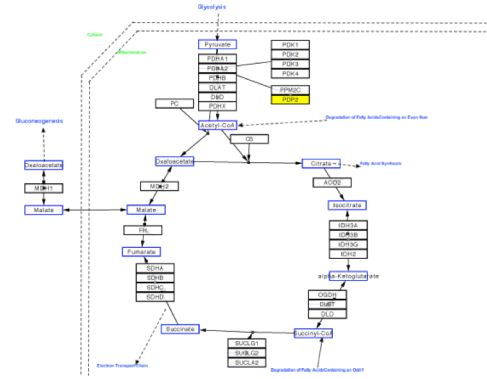 Glycolysis
Cytosol
Mitochondrion
Pyruvate
PDHA1
PDHA2
PDHB
DLAT
DLD
PDHX
PDK1
PDK2
PDK3
PDK4
PPM2C
PDP2
PC
Acetyl-CoA
Degradation of Fatty Acids Containing an Even Num
Gluconeogenesis
CS
Oxaloacetate
Oxaloacetate
Citrate
Fatty Acid Synthesis
MDH1
MDH2
ACO2
Malate
Malate
Isocitrate
FH
IDH3A
IDH3B
IDH3G
IDH2
Fumarate
SDHA
SDHB
SDHC
SDHD
alpha-Ketoglutarate
OGDH
DLST
DLD
Succinate
Succinyl-CoA
SUCLG1
SUCLG2
SUCLA2
Electron Transport Chain
Degradation of Fatty Acids Containing an Odd